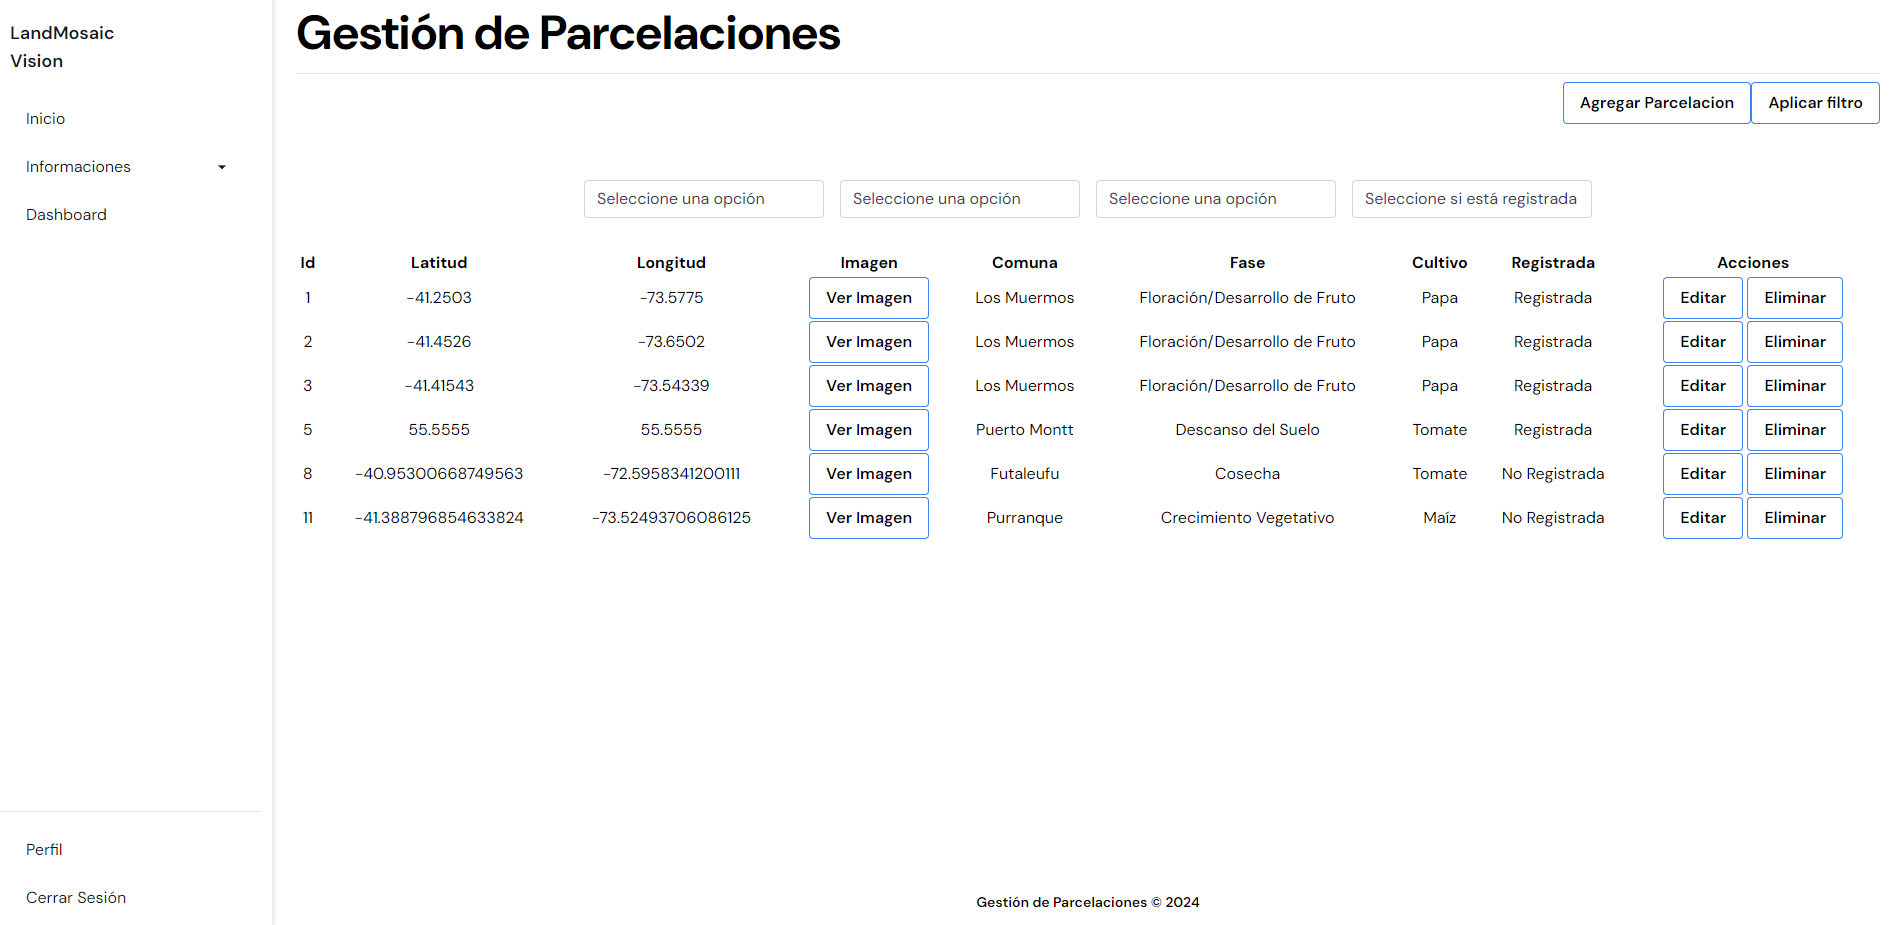 LandMosaic
Vision
Inicio
Informaciones
Dashboard
Perfil
Cerrar Sesión
Gestión de Parcelaciones
Agregar Parcelacion Aplicar filtro
Seleccione una opción Seleccione una opción Seleccione una opción Seleccione si está registrada
Id Latitud Longitud Imagen Comuna Fase Cultivo Registrada Acciones
1 -41.2503 -73.5775 Ver Imagen Los Muermos Floración/Desarrollo de Fruto Papa Registrada Editar Eliminar
2 -41.4526 -73.6502 Ver Imagen Los Muermos Floración/Desarrollo de Fruto Papa Registrada Editar Eliminar
3 -41.41543 -73.54339 Ver Imagen Los Muermos Floración/Desarrollo de Fruto Papa Registrada Editar Eliminar
5 55.5555 55.5555 Ver Imagen Puerto Montt Descanso del Suelo Tomate Registrada Editar Eliminar
8 -40.95300668749563 -72.5958341200111 Ver Imagen Futaleufu Cosecha Tomate No Registrada Editar Eliminar
11 -41.388796854633824 -73.52493706086125 Ver Imagen Purranque Crecimiento Vegetativo Maíz No Registrada Editar Eliminar
Gestión de Parcelaciones © 2024